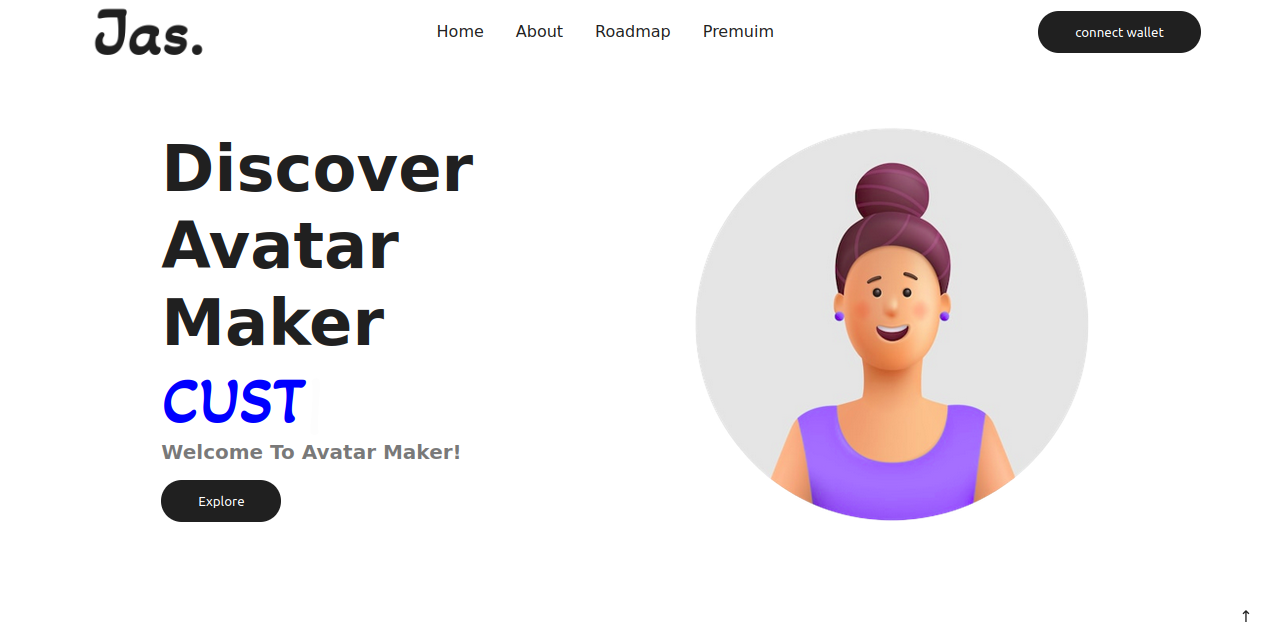 Jas.
Home About Roadmap Premuim
connect wallet
Discover
Avatar
Maker
CUST
Welcome To Avatar Maker!
Explore
↑